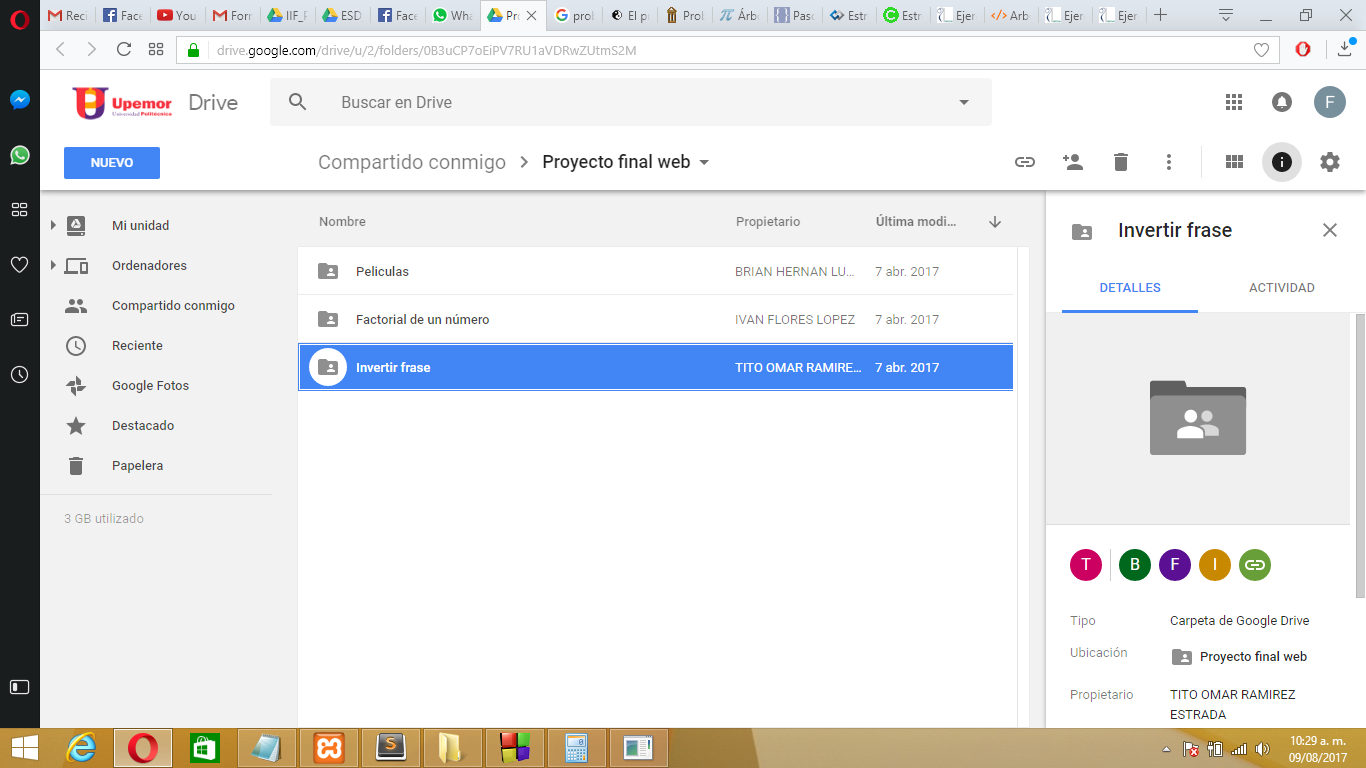 Reci
Face
You
Forr
IIF_F
ESD
Face
Wha
Pro
prol
El p
Prol
Árb
Paso
Estr
Estr
Ejer
Arb
Ejer
Ejer
drive.google.com/drive/u/2/folders/0B3uCP7oEiPV7RU1aVDRwZUtmS2M
Upemor
Universidad Politécnica
Drive
Buscar en Drive
F
NUEVO
Compartido conmigo > Proyecto final web
Mi unidad
Ordenadores
Compartido conmigo
Reciente
Google Fotos
Destacado
Papelera
3 GB utilizado
Nombre Propietario Última modi...
Peliculas BRIAN HERNAN LU... 7 abr. 2017
Factorial de un número IVAN FLORES LOPEZ 7 abr. 2017
Invertir frase TITO OMAR RAMIRE... 7 abr. 2017
Invertir frase
DETALLES ACTIVIDAD
T B F I
Tipo Carpeta de Google Drive
Ubicación Proyecto final web
Propietario TITO OMAR RAMIREZ
ESTRADA
10:29 a. m.
09/08/2017